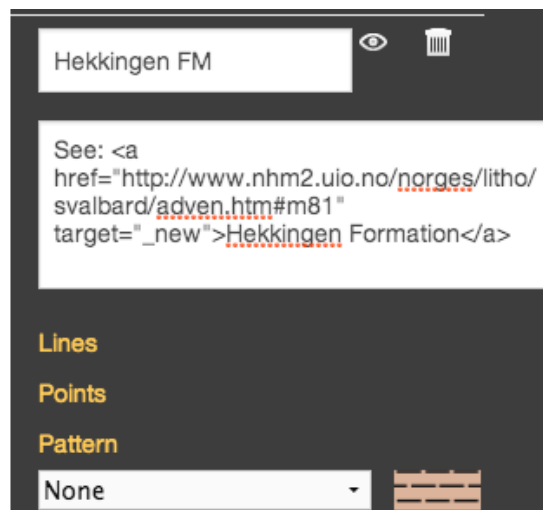 Hekkingen FM
See: <a
href="http://www.nhm2.uio.no/norges/litho/
svalbard/adven.htm#m81"
target="_new">Hekkingen Formation</a>
Lines
Points
Pattern
None